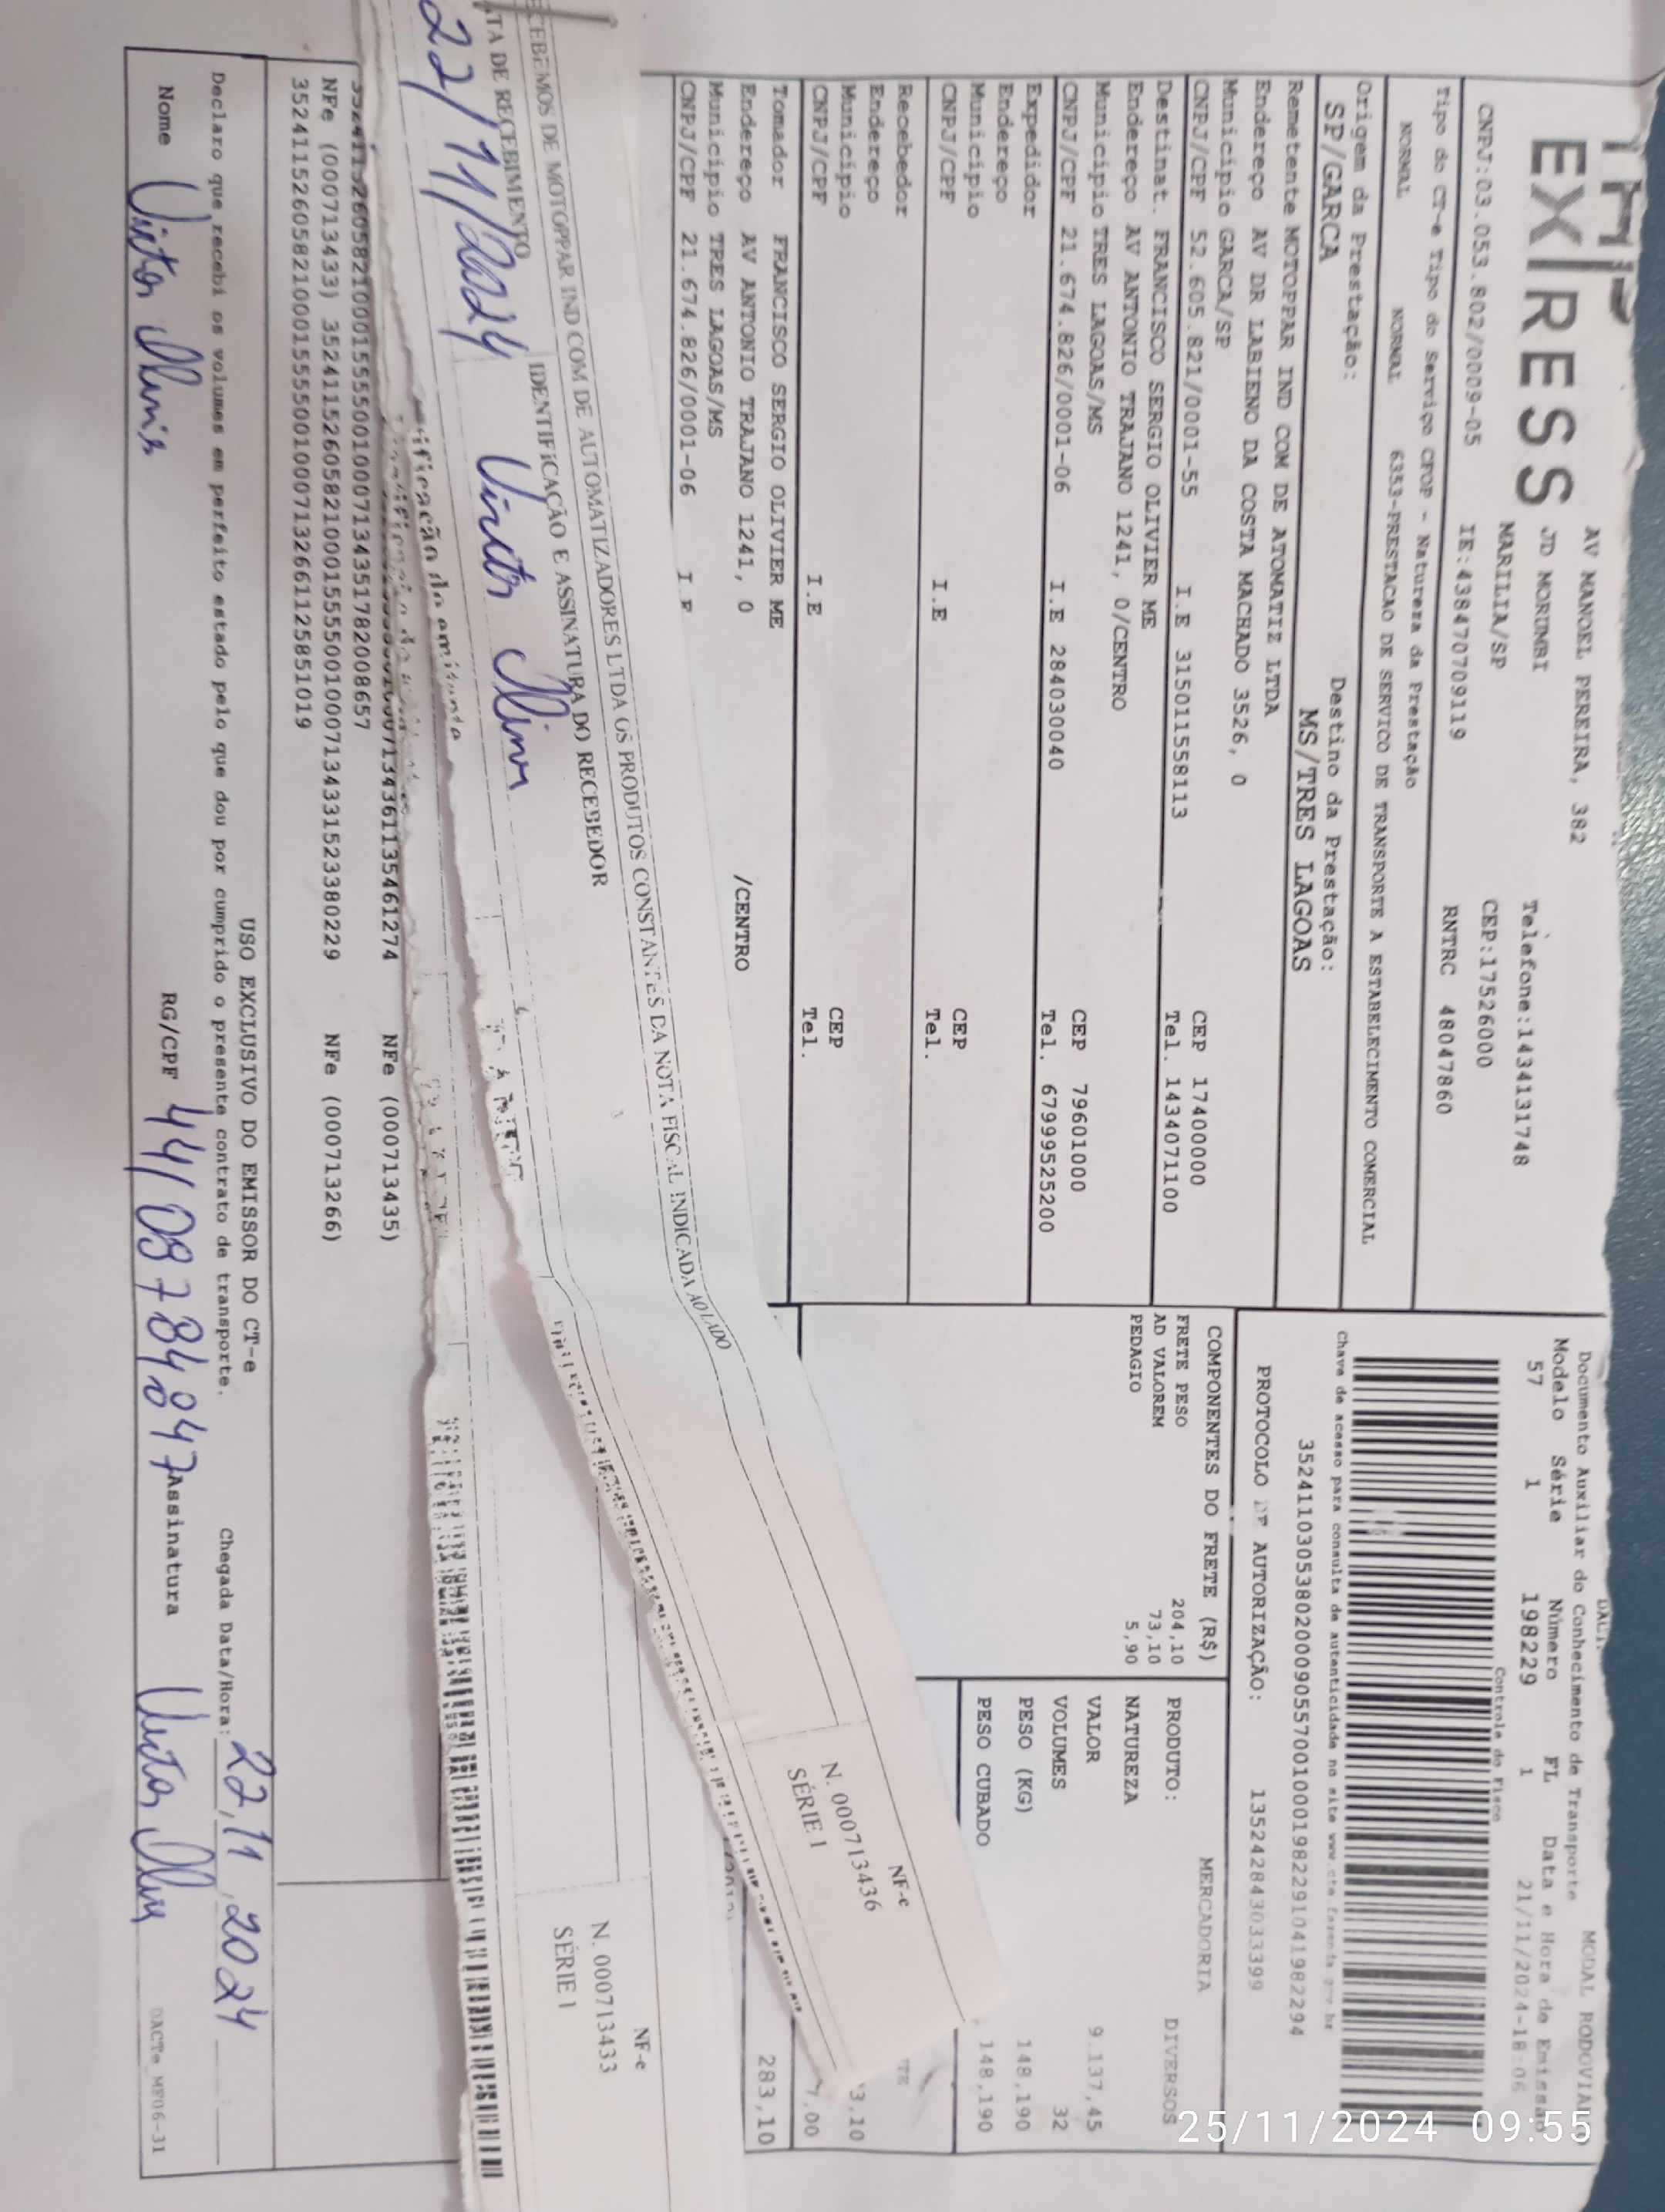 EXPRESS
AV MANOEL PEREIRA, 382
JD MORUMBI
MARILIA/SP
Telefone:1434131748
CEP:17526000
CNPJ:03.053.802/0009-05
IE:438470709119
RNTRC 48047860
Tipo do CT-e Tipo do Serviço CFOP - Natureza da Prestação
NORMAL NORMAL 6353-PRESTACAO DE SERVICO DE TRANSPORTE A ESTABELECIMENTO COMERCIAL
Origem da Prestação: Destino da Prestação:
SP/GARCA MS/TRES LAGOAS
Remetente MOTOPPAR IND COM DE ATOMATIZ LTDA
Endereço AV DR LABIENO DA COSTA MACHADO 3526, 0
Município GARCA/SP CEP 17400000
CNPJ/CPF 52.605.821/0001-55 I.E 315011558113 Tel. 1434071100
Destinat. FRANCISCO SERGIO OLIVIER ME
Endereço AV ANTONIO TRAJANO 1241, 0/CENTRO
Município TRES LAGOAS/MS CEP 79601000
CNPJ/CPF 21.674.826/0001-06 I.E 284030040 Tel. 67999525200
Expedidor
Endereço
Município CEP
CNPJ/CPF I.E Tel.
Recebedor
Endereço
Município CEP
CNPJ/CPF I.E Tel.
Tomador FRANCISCO SERGIO OLIVIER ME
Endereço AV ANTONIO TRAJANO 1241, 0 /CENTRO
Município TRES LAGOAS/MS
CNPJ/CPF 21.674.826/0001-06 I.E
Documento Auxiliar do Conhecimento de Transporte MODAL RODOVIARIO
Modelo Série Número FL Data e Hora de Emissão
57 1 198229 1 21/11/2024-18:06
Controle do Fisco
Chave de acesso para consulta de autenticidade no site www.cte.fazenda.gov.br
35241103053802000905570010001982291041982294
PROTOCOLO DE AUTORIZAÇÃO: 135242843033399
COMPONENTES DO FRETE (R$)
FRETE PESO 204,10
AD VALOREM 73,10
PEDAGIO 5,90
MERCADORIA
PRODUTO: DIVERSOS
NATUREZA
VALOR 9.137,45
VOLUMES 32
PESO (KG) 148,190
PESO CUBADO 148,190
3,10
7,00
283,10
NF-e
N. 000713436
SÉRIE 1
CEBEMOS DE MOTOPPAR IND COM DE AUTOMATIZADORES LTDA OS PRODUTOS CONSTANTES DA NOTA FISCAL INDICADA AO LADO
TA DE RECEBIMENTO IDENTIFICAÇÃO E ASSINATURA DO RECEBEDOR
22/11/2024
NF-e
N. 000713433
SÉRIE 1
NFe (000713435)
35241152605821000155550010007134351782008657
NFe (000713433) 35241152605821000155550010007134331523380229 NFe (000713266)
35241152605821000155550010007132661125851019
USO EXCLUSIVO DO EMISSOR DO CT-e
Declaro que recebi os volumes em perfeito estado pelo que dou por cumprido o presente contrato de transporte.
Chegada Data/Hora: 22/11/2024
Nome RG/CPF Assinatura
DACTe MF06-31
25/11/2024 09:55